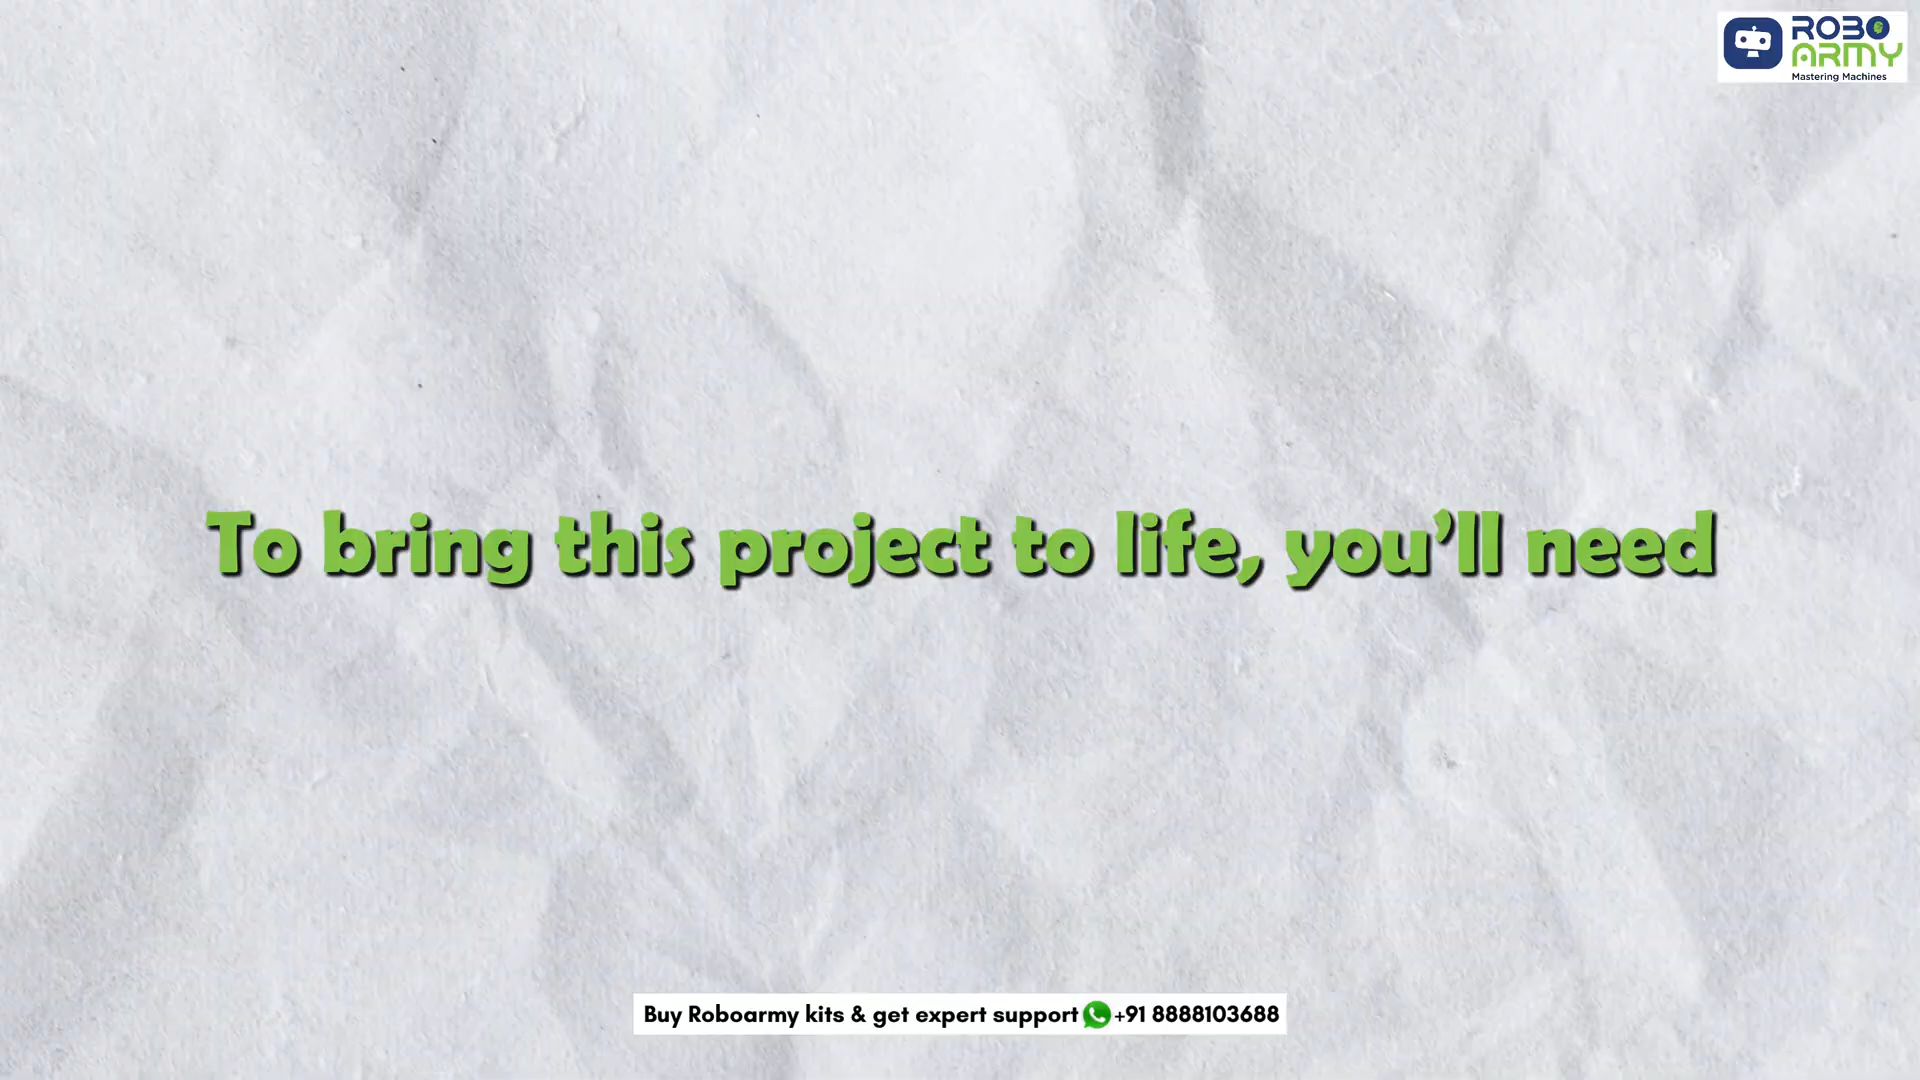 ROBO
ARMY
Mastering Machines
To bring this project to life, you’ll need
Buy Roboarmy kits & get expert support +91 8888103688